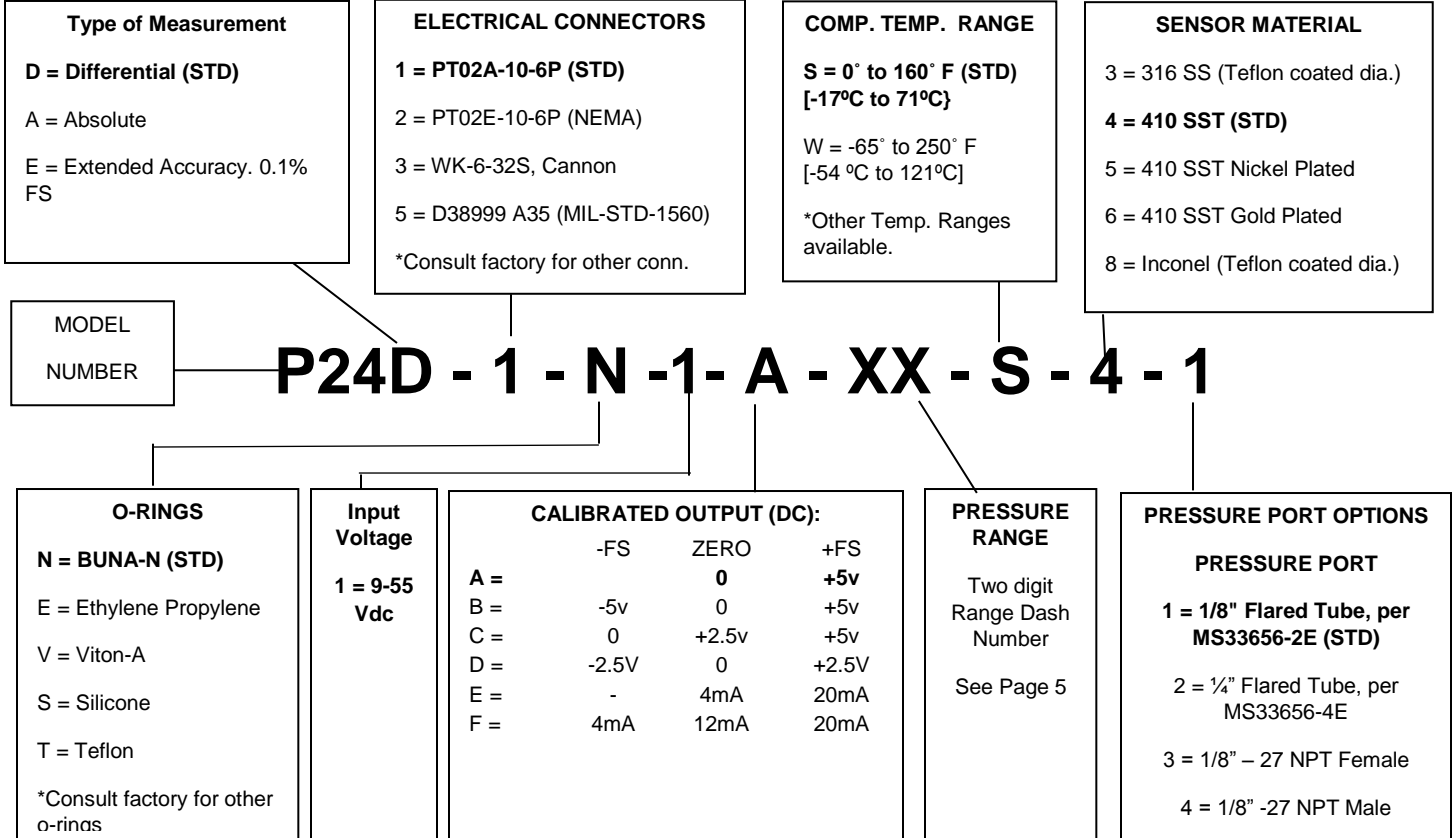 Type of Measurement
D = Differential (STD)
A = Absolute
E = Extended Accuracy. 0.1%
FS
ELECTRICAL CONNECTORS
1 = PT02A-10-6P (STD)
2 = PT02E-10-6P (NEMA)
3 = WK-6-32S, Cannon
5 = D38999 A35 (MIL-STD-1560)
*Consult factory for other conn.
COMP. TEMP. RANGE
S = 0˚ to 160˚ F (STD)
[-17ºC to 71ºC}
W = -65˚ to 250˚ F
[-54 ºC to 121ºC]
*Other Temp. Ranges
available.
SENSOR MATERIAL
3 = 316 SS (Teflon coated dia.)
4 = 410 SST (STD)
5 = 410 SST Nickel Plated
6 = 410 SST Gold Plated
8 = Inconel (Teflon coated dia.)
MODEL
NUMBER
P24D - 1 - N -1- A - XX - S - 4 - 1
O-RINGS
N = BUNA-N (STD)
E = Ethylene Propylene
V = Viton-A
S = Silicone
T = Teflon
*Consult factory for other
o-rings
Input
Voltage
1 = 9-55
Vdc
CALIBRATED OUTPUT (DC):
-FS ZERO +FS
A = 0 +5v
B = -5v 0 +5v
C = 0 +2.5v +5v
D = -2.5V 0 +2.5V
E = - 4mA 20mA
F = 4mA 12mA 20mA
PRESSURE
RANGE
Two digit
Range Dash
Number
See Page 5
PRESSURE PORT OPTIONS
PRESSURE PORT
1 = 1/8" Flared Tube, per
MS33656-2E (STD)
2 = ¼” Flared Tube, per
MS33656-4E
3 = 1/8” – 27 NPT Female
4 = 1/8” -27 NPT Male